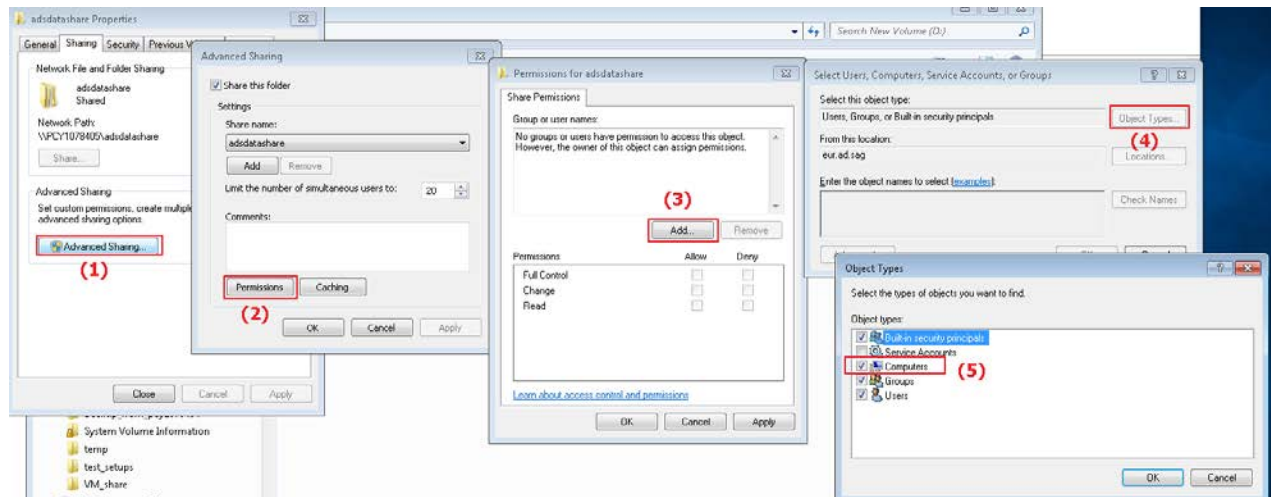 adsdatashare Properties
General Sharing Security Previous
Network File and Folder Sharing
adsdatashare
Shared
Network Path:
\\PCY1078405\adsdatashare
Share...
Advanced Sharing
Set custom permissions, create multiple
advanced sharing options.
Advanced Sharing...
(1)
Close Cancel Apply
System Volume Information
temp
test_setups
VM_share
Advanced Sharing
Share this folder
Settings
Share name:
adsdatashare
Add Remove
Limit the number of simultaneous users to: 20
Comments:
Permissions Caching
(2)
OK Cancel Apply
Search New Volume (D:)
Permissions for adsdatashare
Share Permissions
Group or user names:
No groups or users have permission to access this object.
However, the owner of this object can assign permissions.
(3)
Add... Remove
Permissions Allow Deny
Full Control
Change
Read
Learn about access control and permissions
OK Cancel Apply
Select Users, Computers, Service Accounts, or Groups
Select this object type:
Users, Groups, or Built-in security principals Object Types...
(4)
From this location:
eur.ad.sag Locations...
Enter the object names to select (examples):
Check Names
Object Types
Select the types of objects you want to find.
Object types:
Built-in security principals
Service Accounts
Computers (5)
Groups
Users
OK Cancel